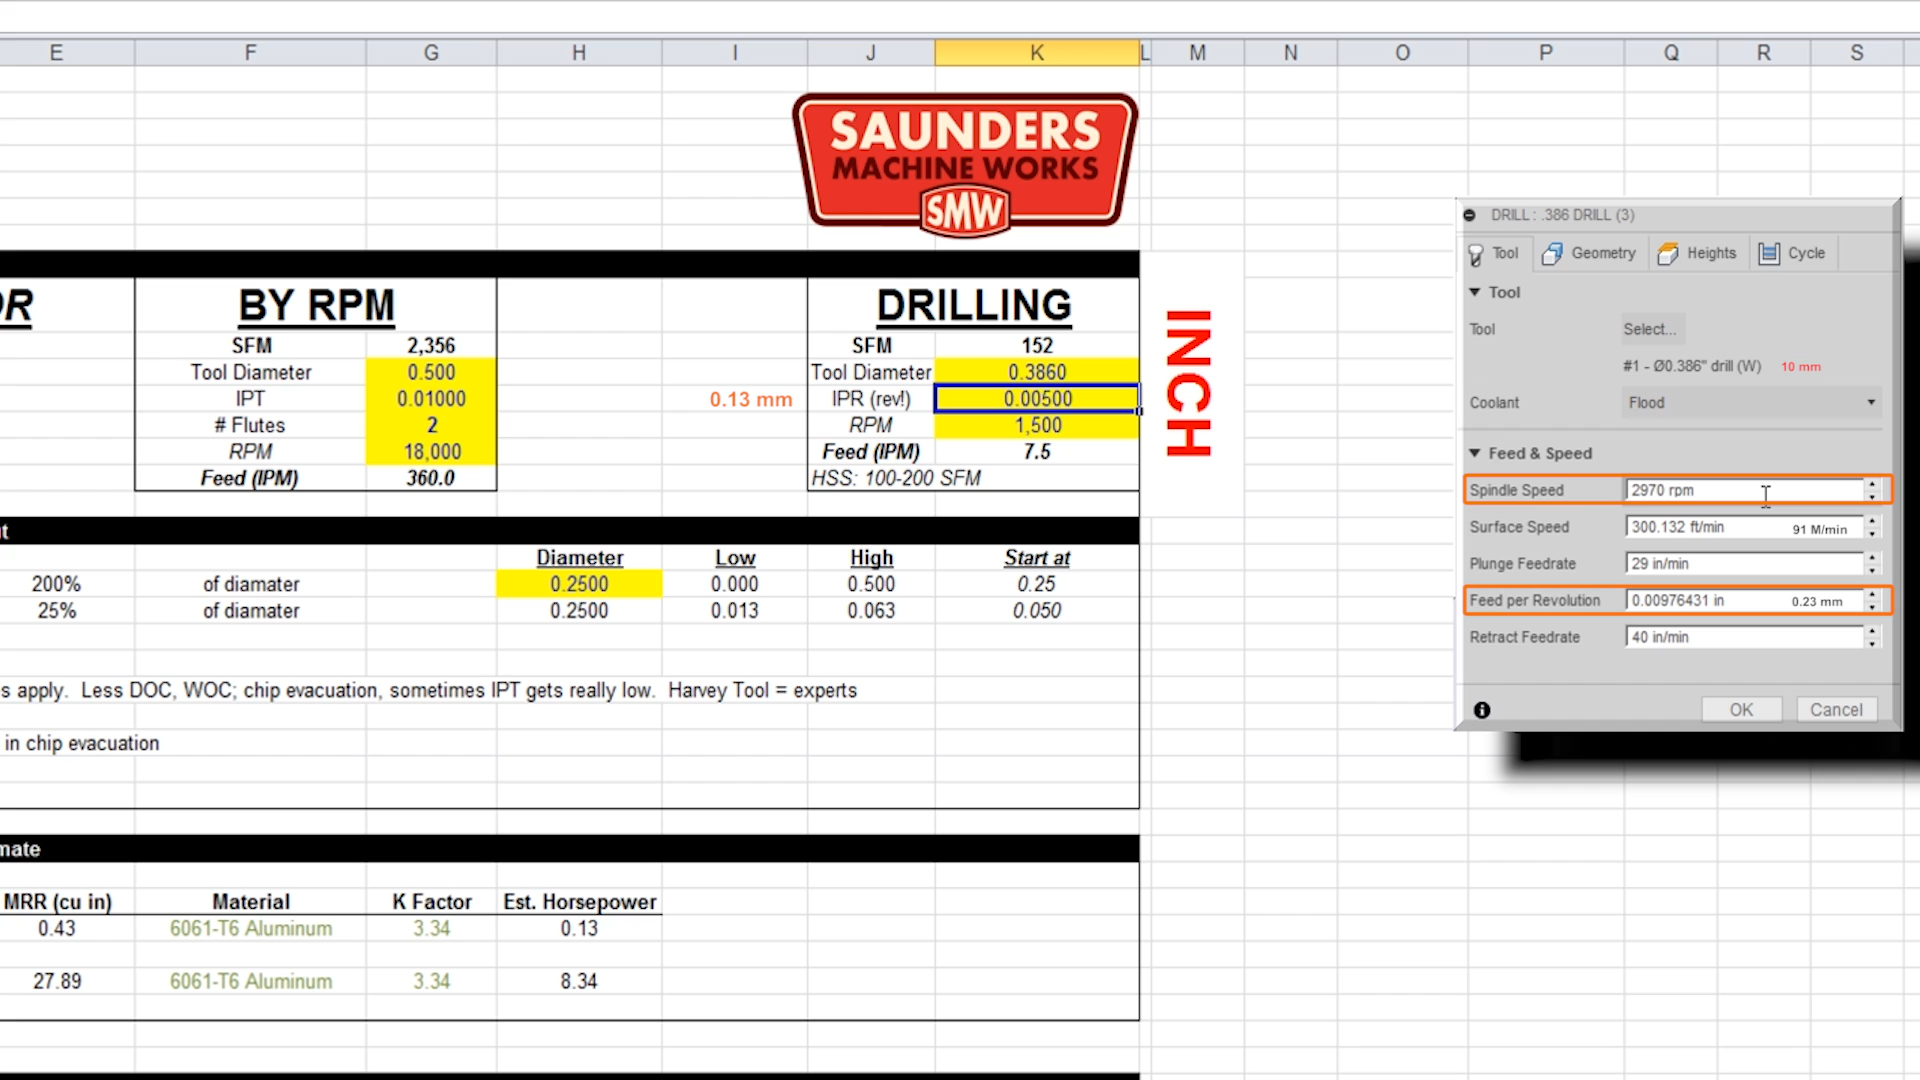 E F G H I J K L M N O P Q R S
SAUNDERS
MACHINE WORKS
SMW
OR BY RPM DRILLING
SFM 2,356 SFM 152
Tool Diameter 0.500 Tool Diameter 0.3860
IPT 0.01000 0.13 mm IPR (rev!) 0.00500
# Flutes 2 RPM 1,500
RPM 18,000 Feed (IPM) 7.5
Feed (IPM) 360.0 HSS: 100-200 SFM
INCH
Diameter Low High Start at
200% of diamater 0.2500 0.000 0.500 0.25
25% of diamater 0.2500 0.013 0.063 0.050
s apply. Less DOC, WOC; chip evacuation, sometimes IPT gets really low. Harvey Tool = experts
in chip evacuation
mate
MRR (cu in) Material K Factor Est. Horsepower
0.43 6061-T6 Aluminum 3.34 0.13
27.89 6061-T6 Aluminum 3.34 8.34
DRILL : .386 DRILL (3)
Tool Geometry Heights Cycle
Tool
Tool Select...
#1 - Ø0.386" drill (W) 10 mm
Coolant Flood
Feed & Speed
Spindle Speed 2970 rpm
Surface Speed 300.132 ft/min 91 M/min
Plunge Feedrate 29 in/min
Feed per Revolution 0.00976431 in 0.23 mm
Retract Feedrate 40 in/min
OK Cancel